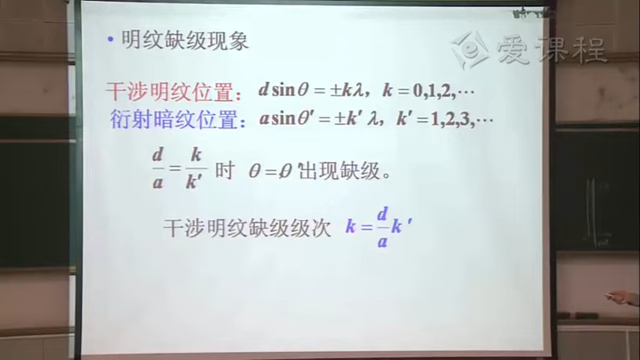 爱课程
• 明纹缺级现象
干涉明纹位置: d sinθ = ±kλ, k = 0,1,2,⋯
衍射暗纹位置: a sinθ′ = ±k′λ, k′ = 1,2,3,⋯
d/a = k/k′ 时 θ = θ′ 出现缺级。
干涉明纹缺级级次 k = d/a k′